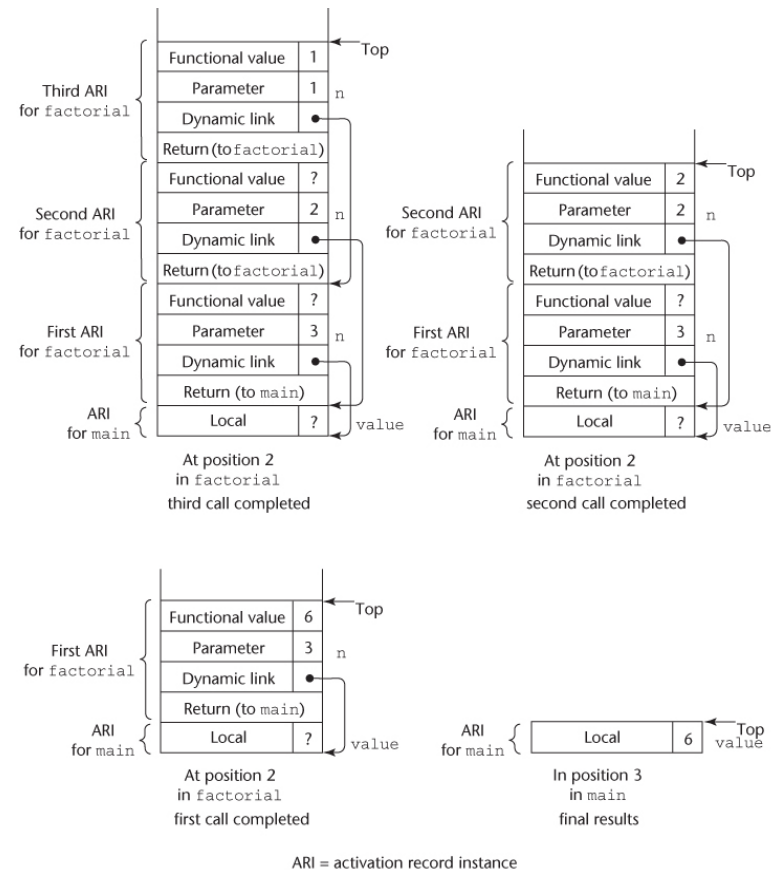 Top
Functional value 1
Third ARI
for factorial
Parameter 1 n
Dynamic link
Return (to factorial)
Second ARI
for factorial
Functional value ?
Parameter 2 n
Dynamic link
Return (to factorial)
First ARI
for factorial
Functional value ?
Parameter 3 n
Dynamic link
Return (to main)
ARI
for main
Local ? value
At position 2
in factorial
third call completed
Top
Second ARI
for factorial
Functional value 2
Parameter 2 n
Dynamic link
Return (to factorial)
First ARI
for factorial
Functional value ?
Parameter 3 n
Dynamic link
Return (to main)
ARI
for main
Local ? value
At position 2
in factorial
second call completed
Top
First ARI
for factorial
Functional value 6
Parameter 3 n
Dynamic link
Return (to main)
ARI
for main
Local ? value
At position 2
in factorial
first call completed
ARI
for main
Local 6
Top
value
In position 3
in main
final results
ARI = activation record instance